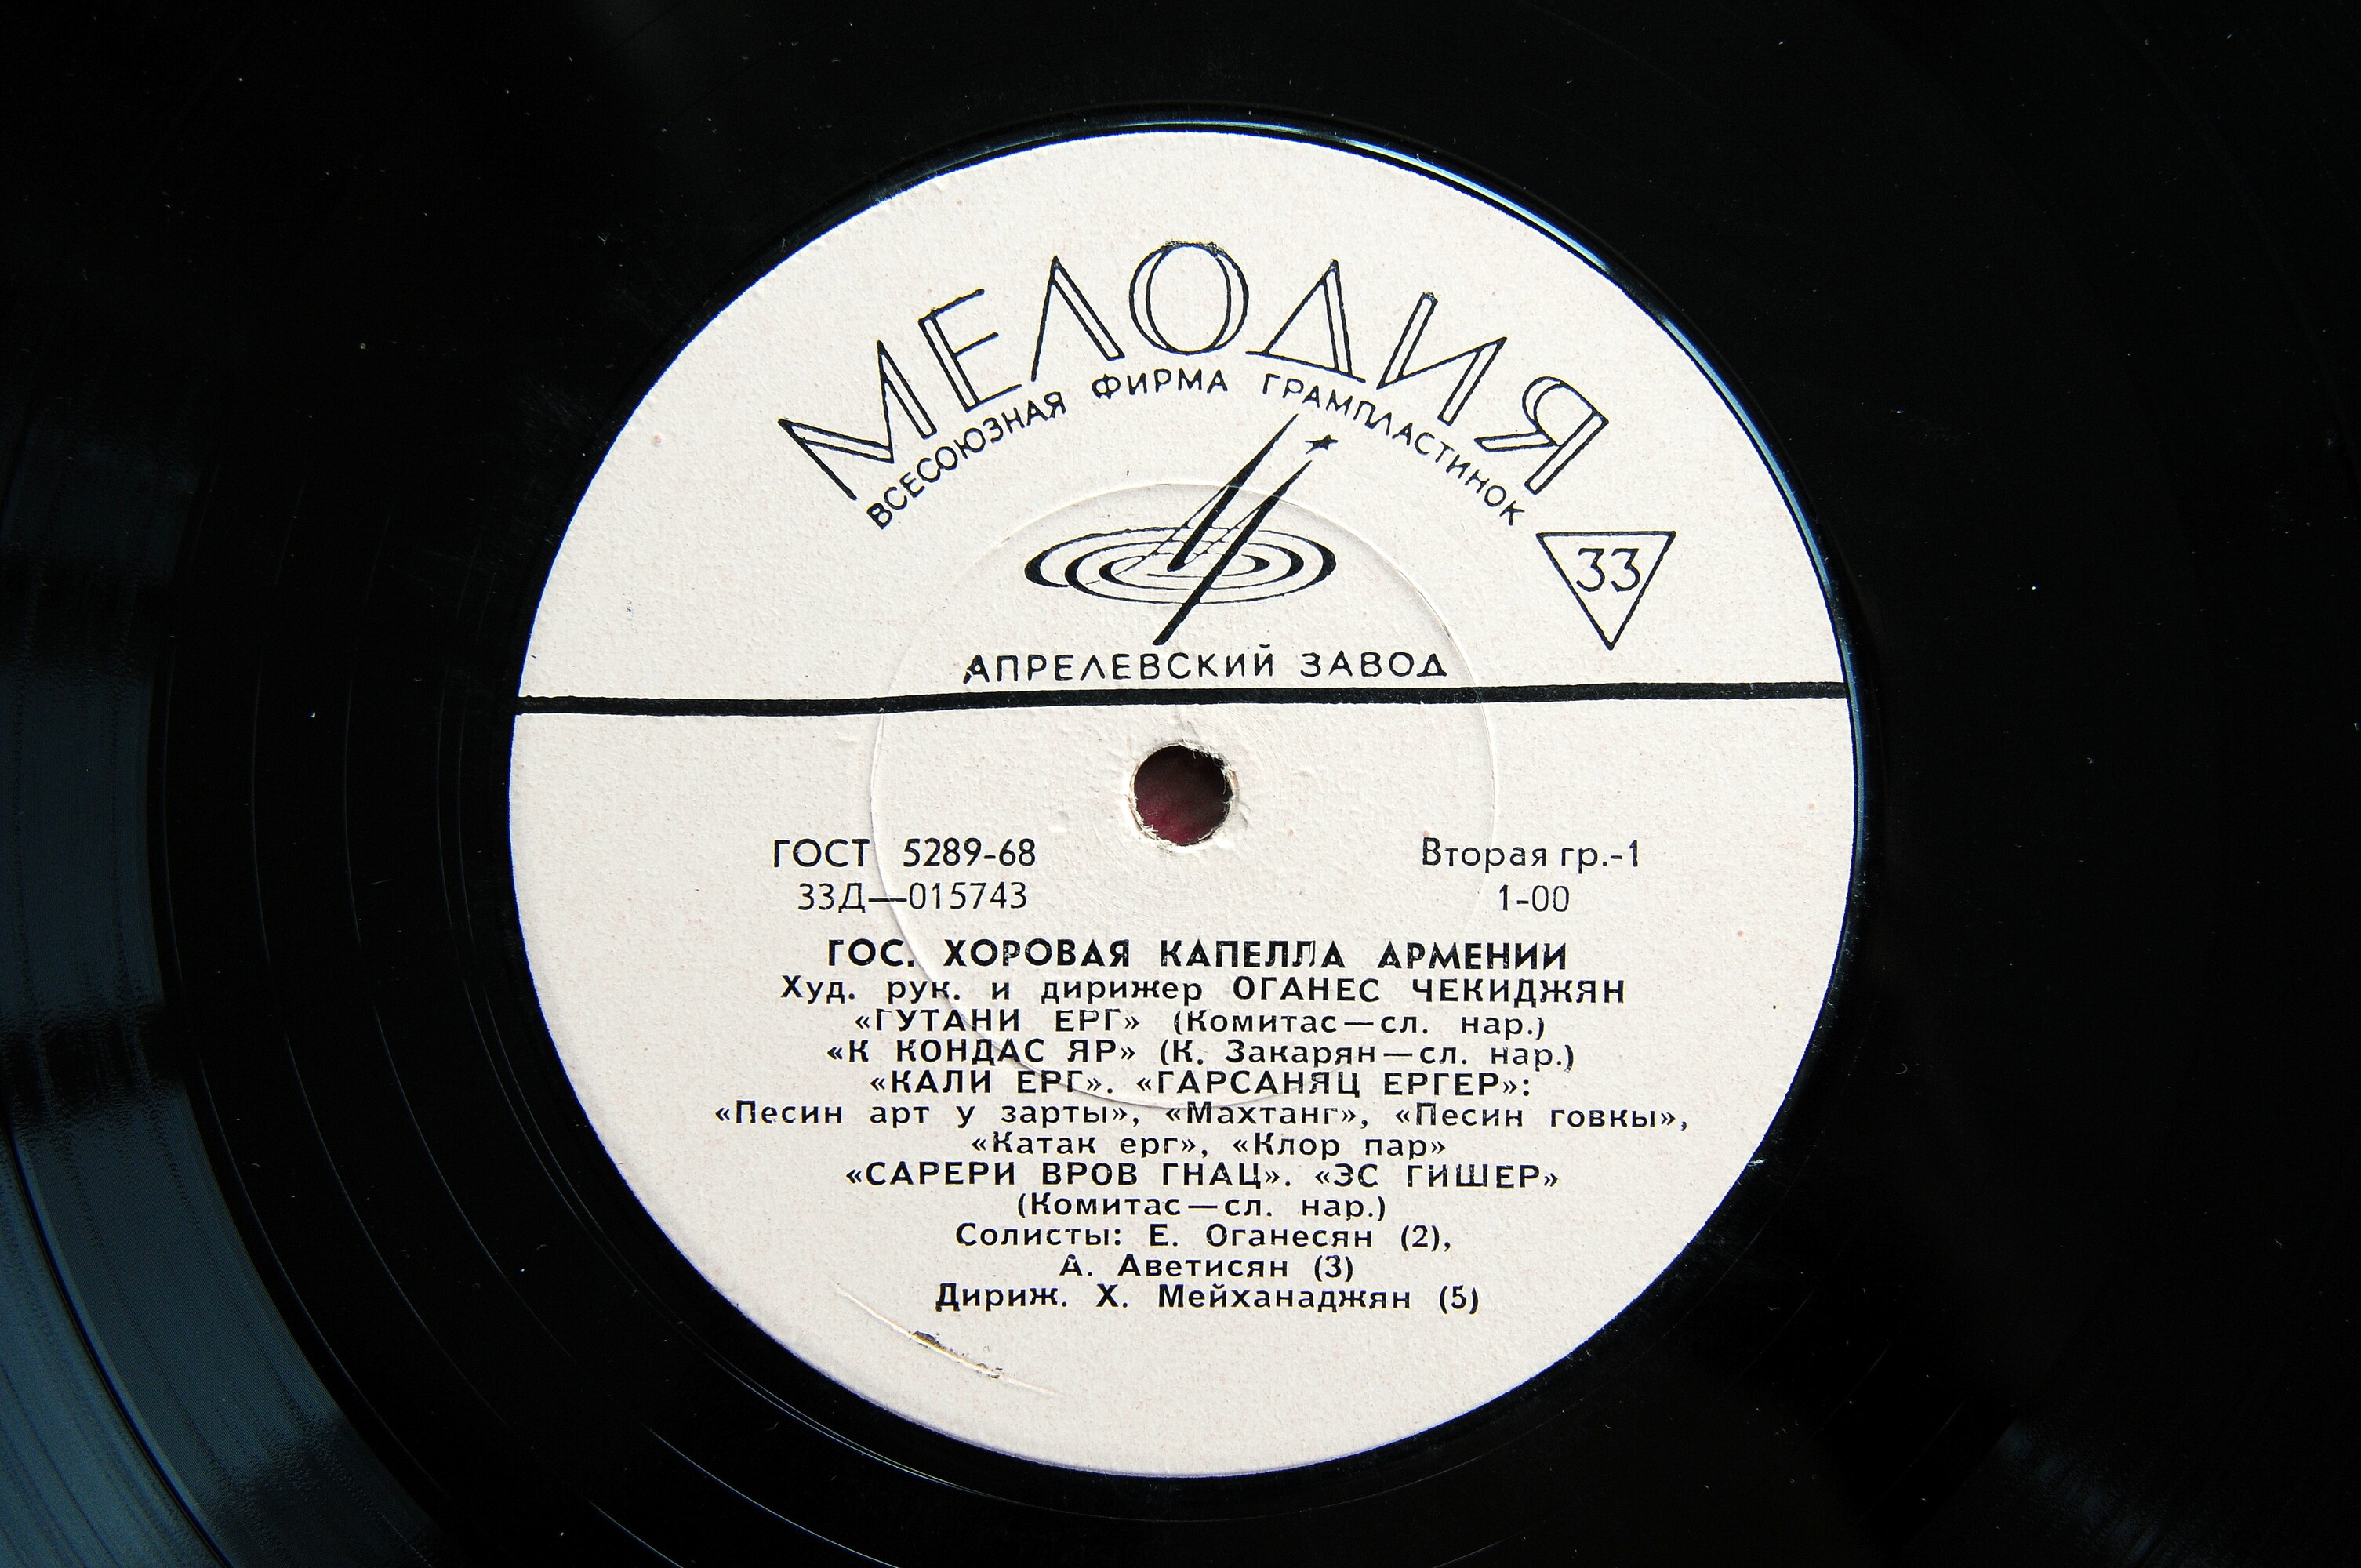 МЕЛОДИЯ
ВСЕСОЮЗНАЯ ФИРМА ГРАМПЛАСТИНОК
33
АПРЕЛЕВСКИЙ ЗАВОД
ГОСТ 5289-68 Вторая гр.-1
33Д—015743 1-00
ГОС. ХОРОВАЯ КАПЕЛЛА АРМЕНИИ
Худ. рук. и дирижер ОГАНЕС ЧЕКИДЖЯН
«ГУТАНИ ЕРГ» (Комитас—сл. нар.)
«К КОНДАС ЯР» (К. Закарян—сл. нар.)
«КАЛИ ЕРГ». «ГАРСАНЯЦ ЕРГЕР»:
«Песин арт у зарты», «Махтанг», «Песин говкы»,
«Катак ерг», «Клор пар»
«САРЕРИ ВРОВ ГНАЦ». «ЭС ГИШЕР»
(Комитас—сл. нар.)
Солисты: Е. Оганесян (2),
А. Аветисян (3)
Дириж. Х. Мейханаджян (5)